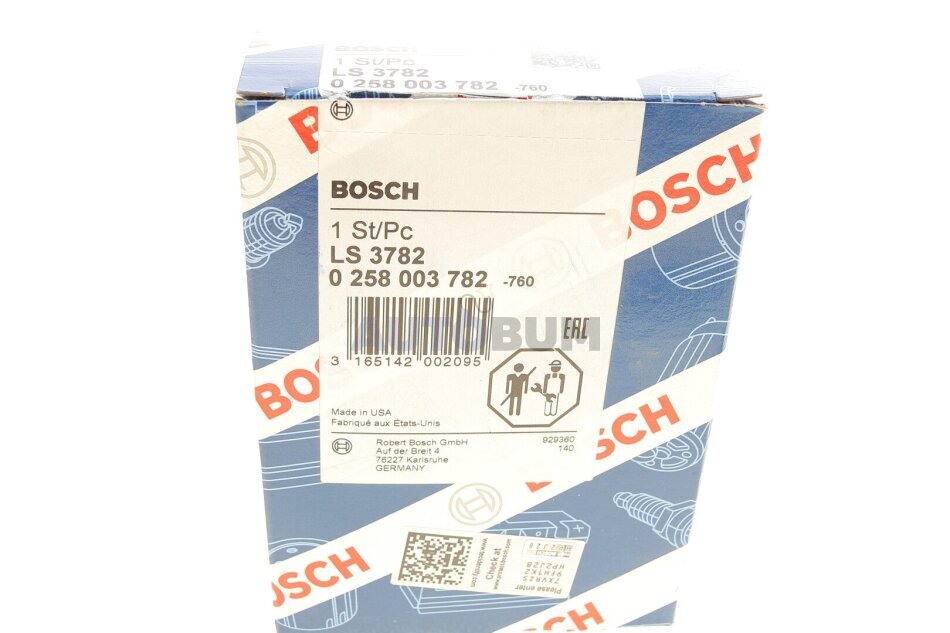 BOSCH
1 St/Pc
LS 3782
0 258 003 782 -760
BOSCH
BOSCH
1 St/Pc
LS 3782
0 258 003 782 -760
AUTOBUM
EAC
3 165142 002095
BOSCH
BOSCH
Made in USA
Fabriqué aux États-Unis
Robert Bosch GmbH
Auf der Breit 4
76227 Karlsruhe
GERMANY
929360
140
BOSCH
BOSCH
Check at
Please enter